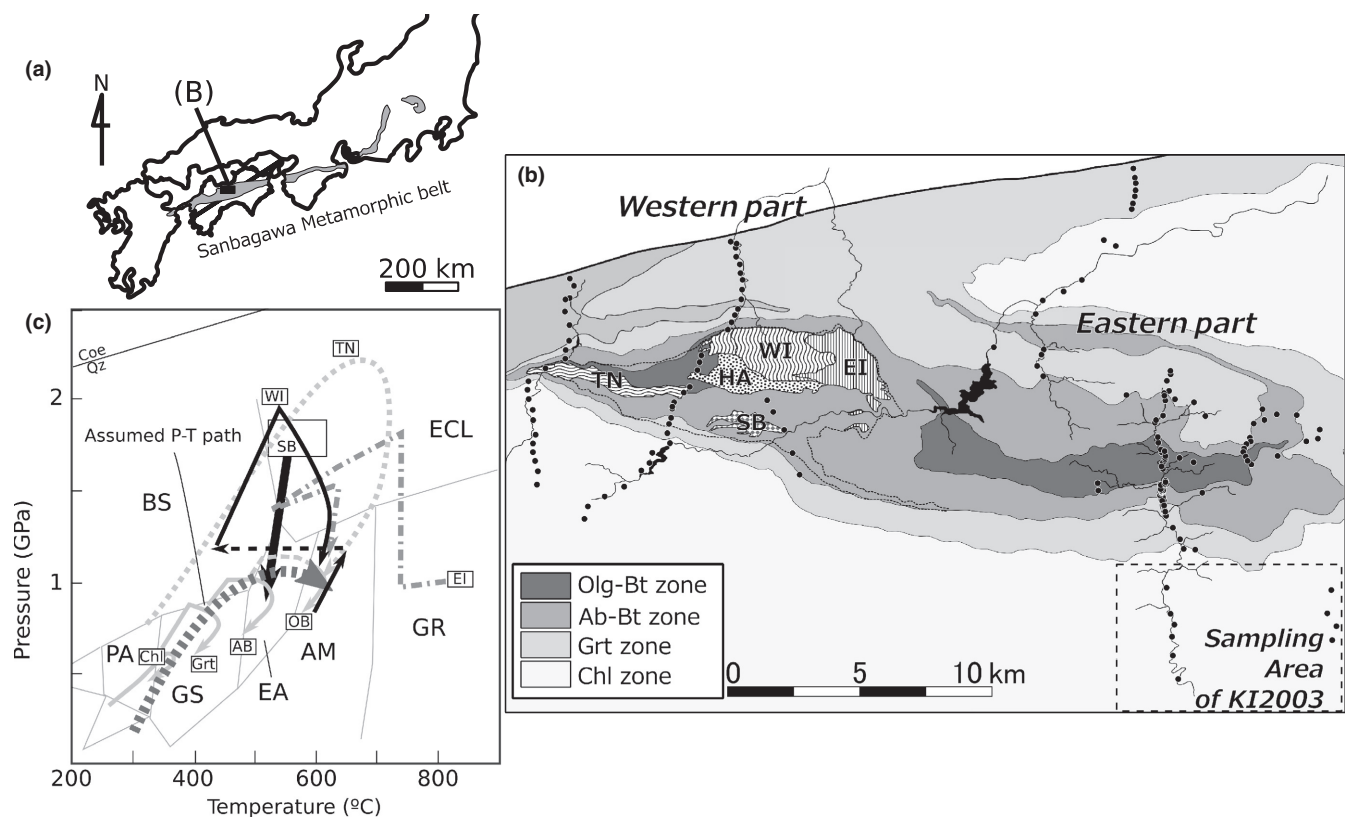 (a)
N
(B)
Sanbagawa Metamorphic belt
200 km
(b)
Western part
Eastern part
WI
EI
HA
TN
SB
Olg-Bt zone
Ab-Bt zone
Grt zone
Chl zone
0 5 10 km
Sampling
Area
of KI2003
(c)
Coe
Qz
TN
WI
SB
ECL
Assumed P-T path
BS
EI
GR
OB
AB
AM
PA
Chl
Grt
GS
EA
2
1
Pressure (GPa)
200 400 600 800
Temperature (ºC)